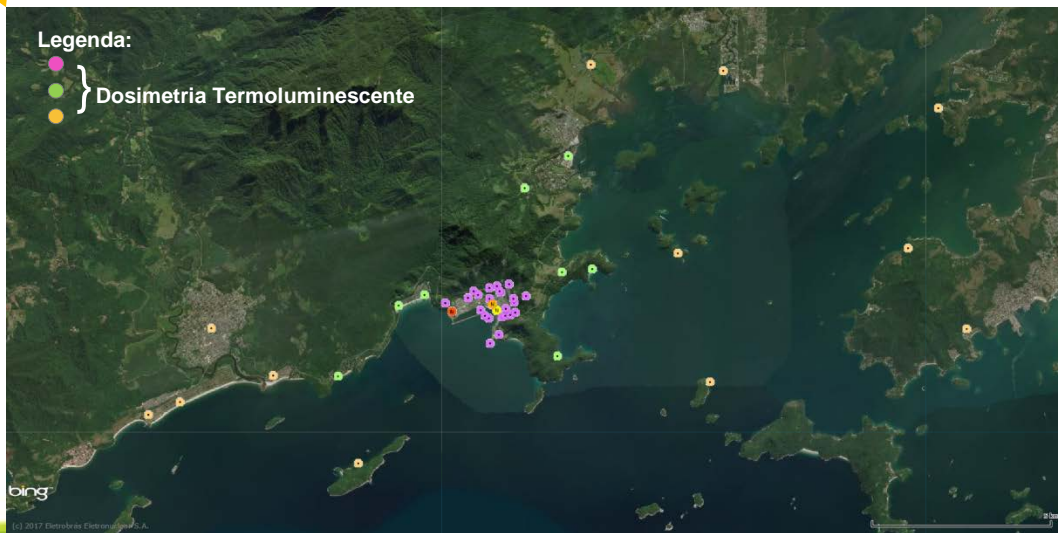 Legenda:
Dosimetria Termoluminescente
bing
(c) 2017 Eletrobrás Eletronuclear S.A.